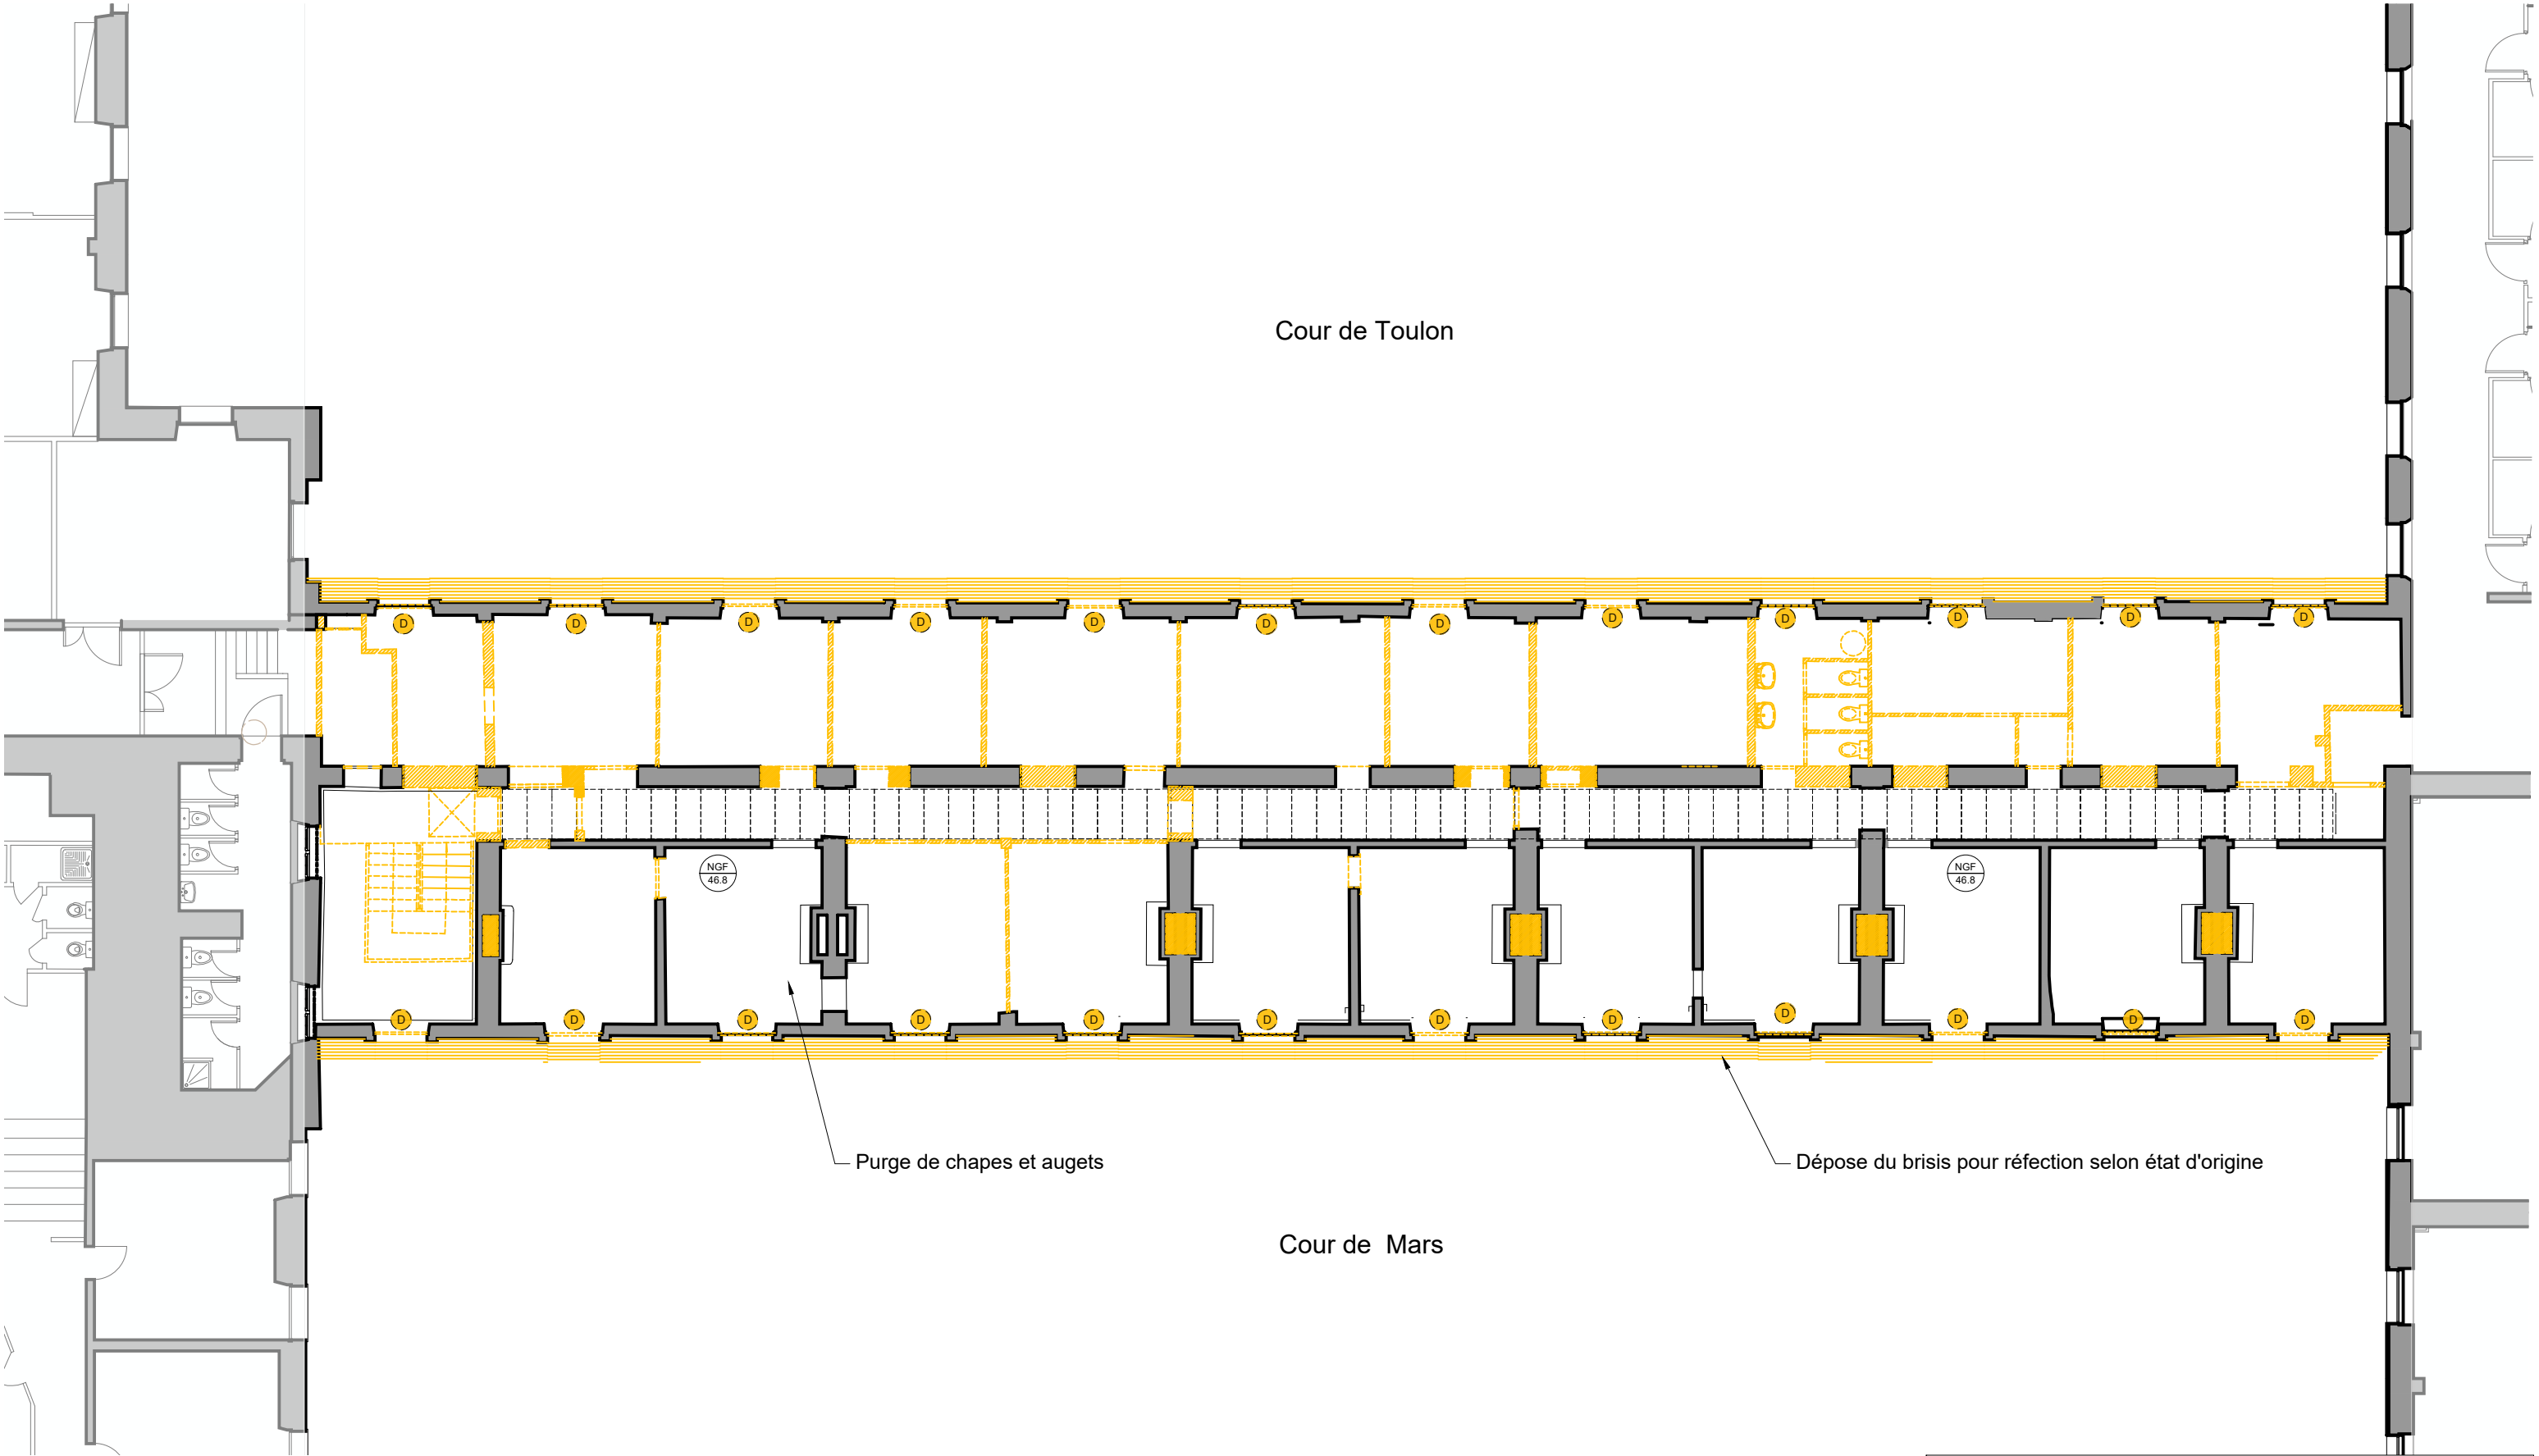 Cour de Toulon
D D D D D D D D D D D D
NGF
46.8
NGF
46.8
D D D D D D D D D D D D
Purge de chapes et augets
Dépose du brisis pour réfection selon état d'origine
Cour de Mars